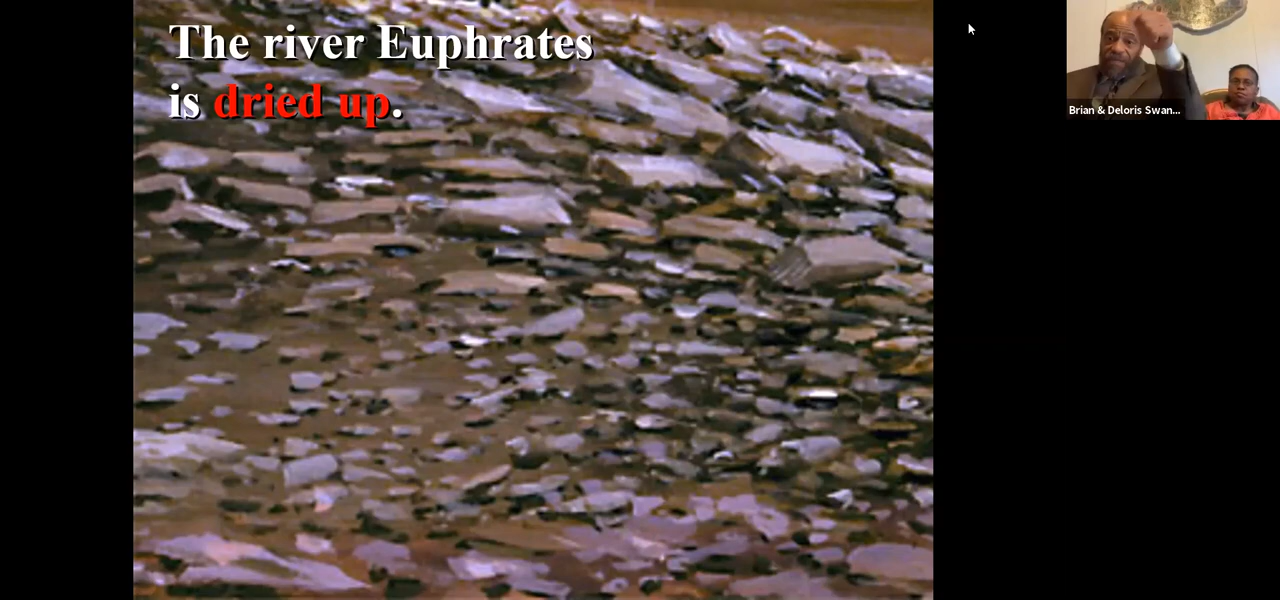 The river Euphrates
is dried up.
Brian & Deloris Swan...